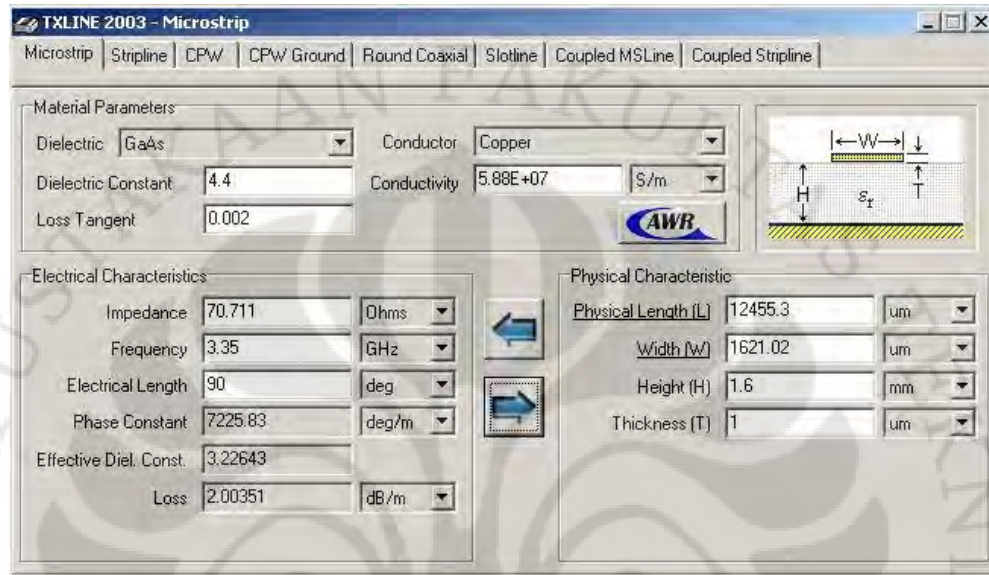 TXLINE 2003 - Microstrip
Microstrip Stripline CPW CPW Ground Round Coaxial Slotline Coupled MSLine Coupled Stripline
Material Parameters
Dielectric GaAs Conductor Copper
Dielectric Constant 4.4 Conductivity 5.88E+07 S/m
Loss Tangent 0.002
AWR
W
H
T
εr
Electrical Characteristics
Impedance 70.711 Ohms
Frequency 3.35 GHz
Electrical Length 90 deg
Phase Constant 7225.83 deg/m
Effective Diel. Const. 3.22643
Loss 2.00351 dB/m
Physical Characteristic
Physical Length (L) 12455.3 um
Width (W) 1621.02 um
Height (H) 1.6 mm
Thickness (T) 1 um